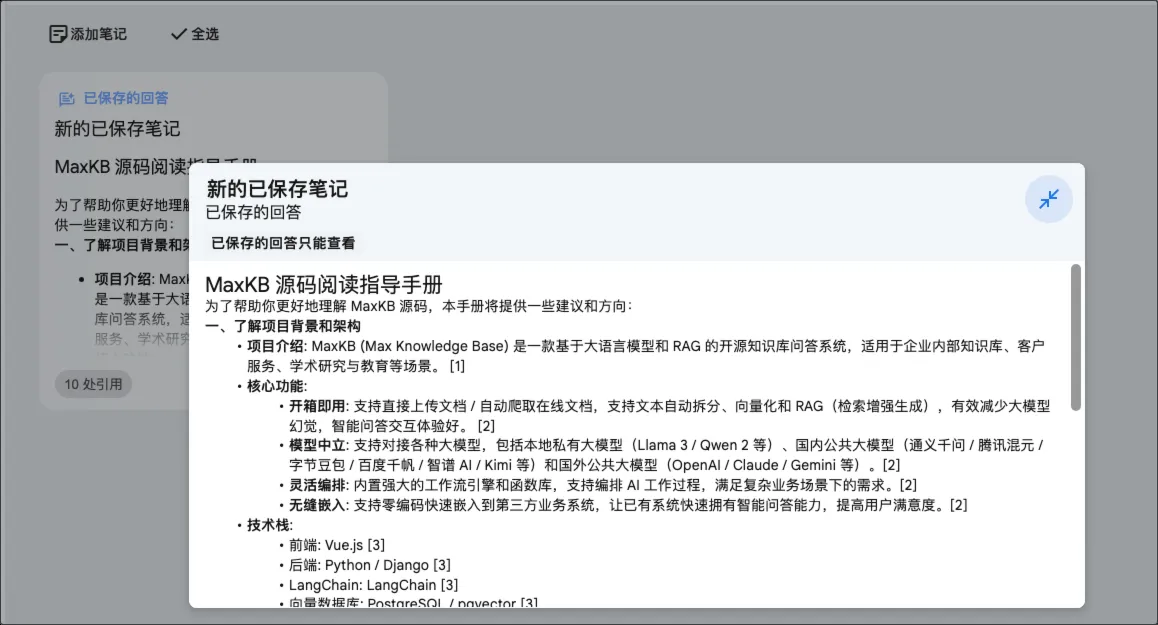 添加笔记
全选
已保存的回答
新的已保存笔记
MaxKB 源码阅读
为了帮助你更好地理解
供一些建议和方向：
一、了解项目背景和架
• 项目介绍: Max
是一款基于大语
库问答系统，适
服务、学术研究
10 处引用
新的已保存笔记
已保存的回答
已保存的回答只能查看
MaxKB 源码阅读指导手册
为了帮助你更好地理解 MaxKB 源码，本手册将提供一些建议和方向：
一、了解项目背景和架构
• 项目介绍: MaxKB (Max Knowledge Base) 是一款基于大语言模型和 RAG 的开源知识库问答系统，适用于企业内部知识库、客户
服务、学术研究与教育等场景。 [1]
• 核心功能:
• 开箱即用: 支持直接上传文档 / 自动爬取在线文档，支持文本自动拆分、向量化和 RAG（检索增强生成），有效减少大模型
幻觉，智能问答交互体验好。 [2]
• 模型中立: 支持对接各种大模型，包括本地私有大模型（Llama 3 / Qwen 2 等）、国内公共大模型（通义千问 / 腾讯混元 /
字节豆包 / 百度千帆 / 智谱 AI / Kimi 等）和国外公共大模型（OpenAI / Claude / Gemini 等）。[2]
• 灵活编排: 内置强大的工作流引擎和函数库，支持编排 AI 工作过程，满足复杂业务场景下的需求。[2]
• 无缝嵌入: 支持零编码快速嵌入到第三方业务系统，让已有系统快速拥有智能问答能力，提高用户满意度。[2]
• 技术栈:
• 前端: Vue.js [3]
• 后端: Python / Django [3]
• LangChain: LangChain [3]
• 向量数据库: PostgreSQL / pgvector [3]